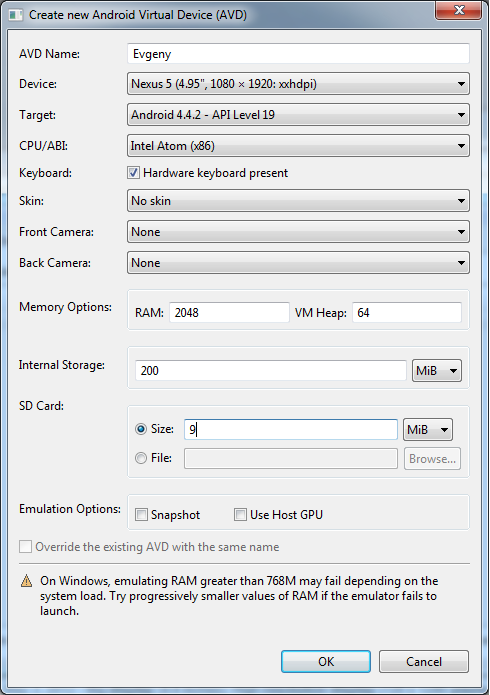 Create new Android Virtual Device (AVD)
AVD Name: Evgeny
Device: Nexus 5 (4.95", 1080 × 1920: xxhdpi)
Target: Android 4.4.2 - API Level 19
CPU/ABI: Intel Atom (x86)
Keyboard: Hardware keyboard present
Skin: No skin
Front Camera: None
Back Camera: None
Memory Options: RAM: 2048 VM Heap: 64
Internal Storage: 200 MiB
SD Card:
Size: 9 MiB
File: Browse...
Emulation Options: Snapshot Use Host GPU
Override the existing AVD with the same name
On Windows, emulating RAM greater than 768M may fail depending on the
system load. Try progressively smaller values of RAM if the emulator fails to
launch.
OK Cancel